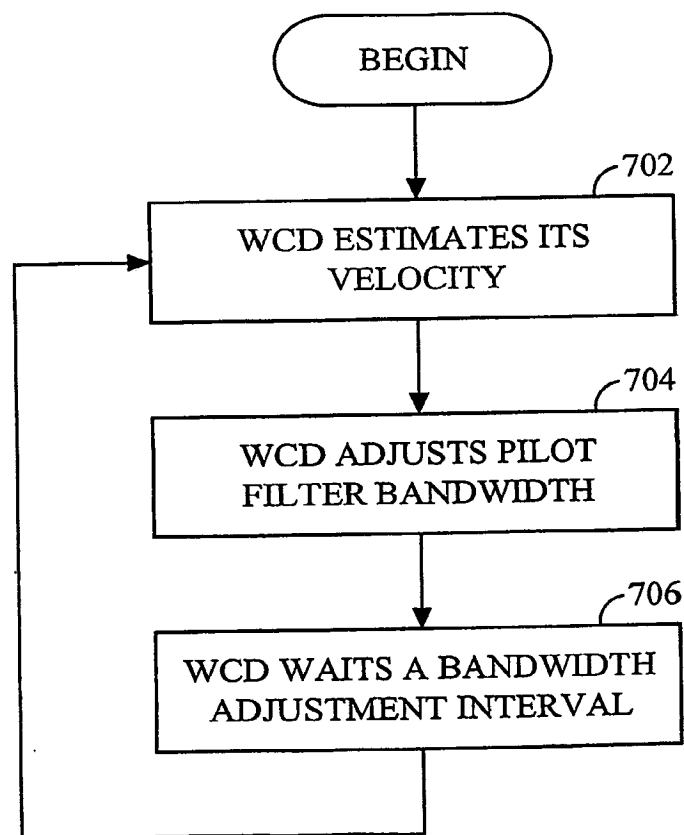 BEGIN
702
WCD ESTIMATES ITS
VELOCITY
704
WCD ADJUSTS PILOT
FILTER BANDWIDTH
706
WCD WAITS A BANDWIDTH
ADJUSTMENT INTERVAL